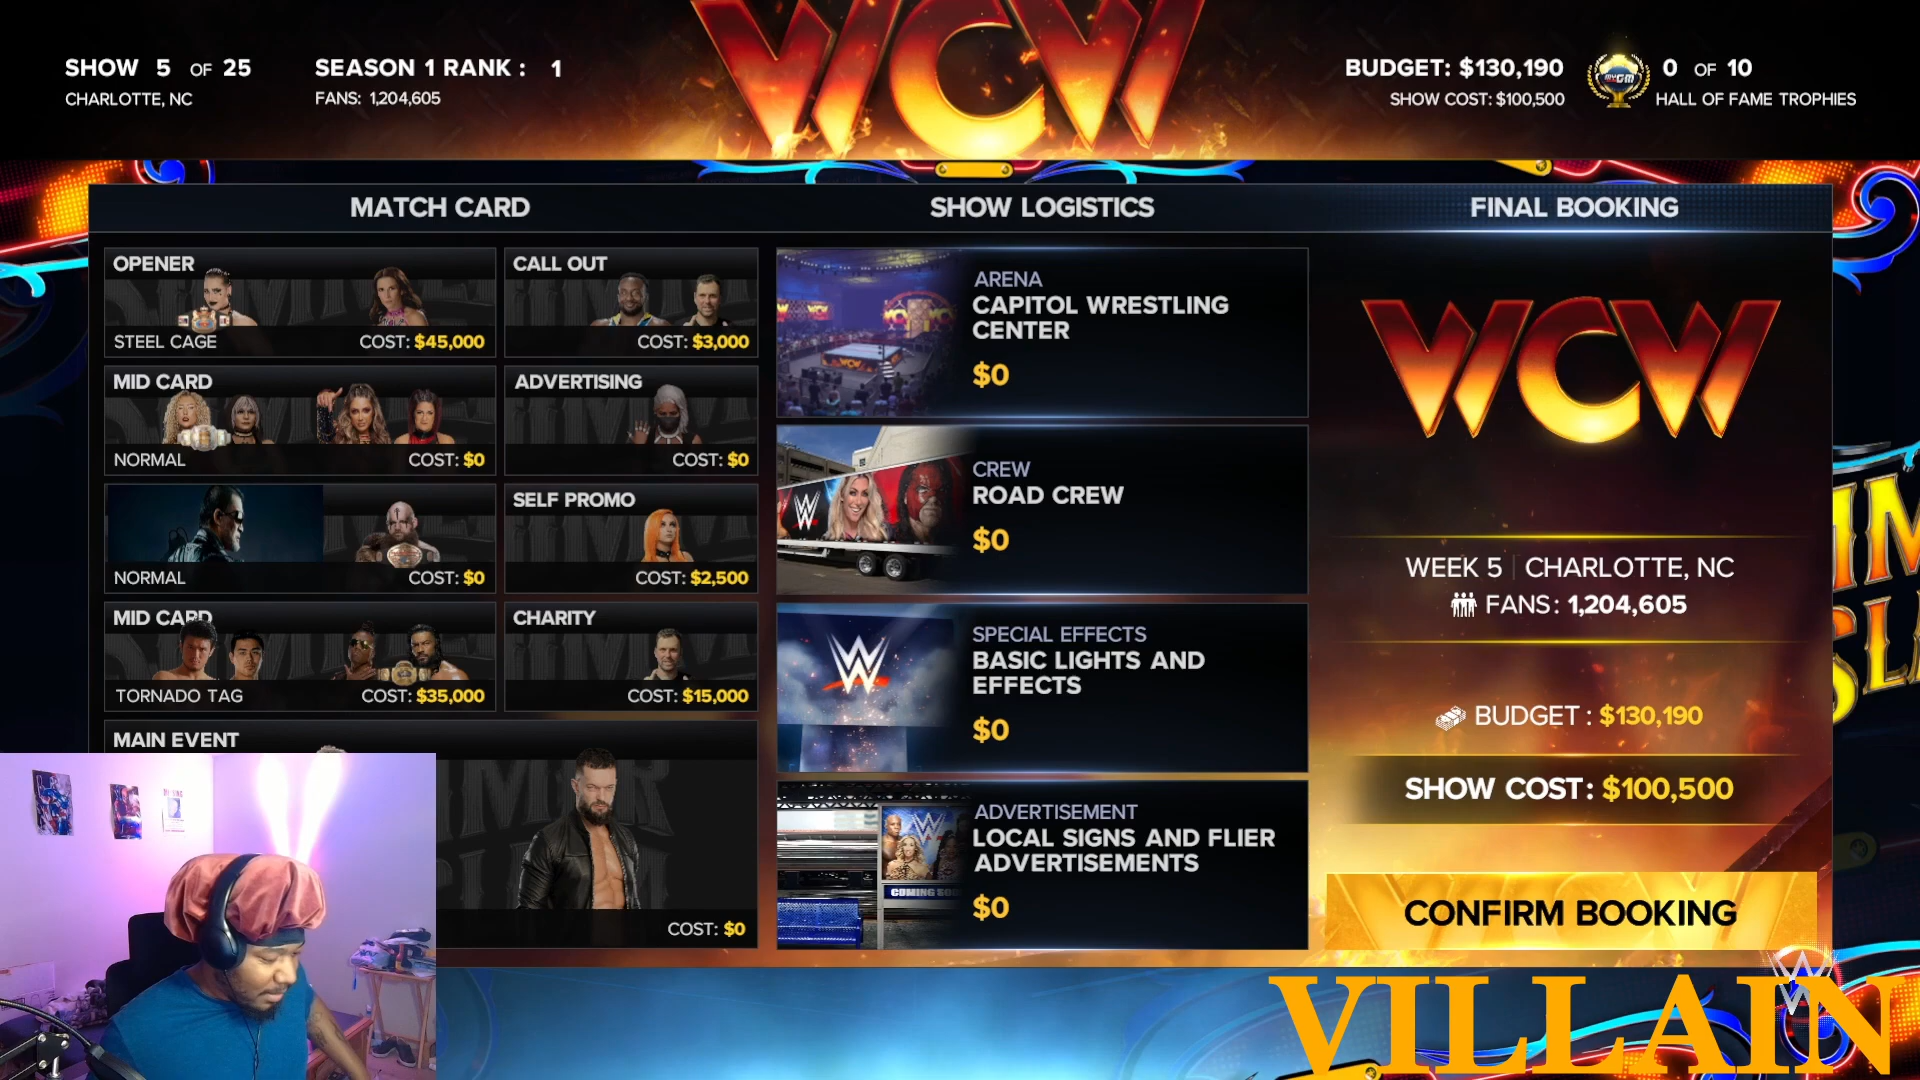 SHOW 5 OF 25
CHARLOTTE, NC
SEASON 1 RANK : 1
FANS: 1,204,605
WCW
BUDGET: $130,190
SHOW COST: $100,500
MyGM
0 OF 10
HALL OF FAME TROPHIES
MATCH CARD
SHOW LOGISTICS
FINAL BOOKING
OPENER
STEEL CAGE
COST: $45,000
CALL OUT
COST: $3,000
MID CARD
NORMAL
COST: $0
ADVERTISING
COST: $0
NORMAL
COST: $0
SELF PROMO
COST: $2,500
MID CARD
TORNADO TAG
COST: $35,000
CHARITY
COST: $15,000
MAIN EVENT
COST: $0
ARENA
CAPITOL WRESTLING
CENTER
$0
CREW
ROAD CREW
$0
SPECIAL EFFECTS
BASIC LIGHTS AND
EFFECTS
$0
ADVERTISEMENT
LOCAL SIGNS AND FLIER
ADVERTISEMENTS
COMING SOON
$0
WCW
WEEK 5 | CHARLOTTE, NC
FANS: 1,204,605
BUDGET : $130,190
SHOW COST: $100,500
CONFIRM BOOKING
VILLAIN